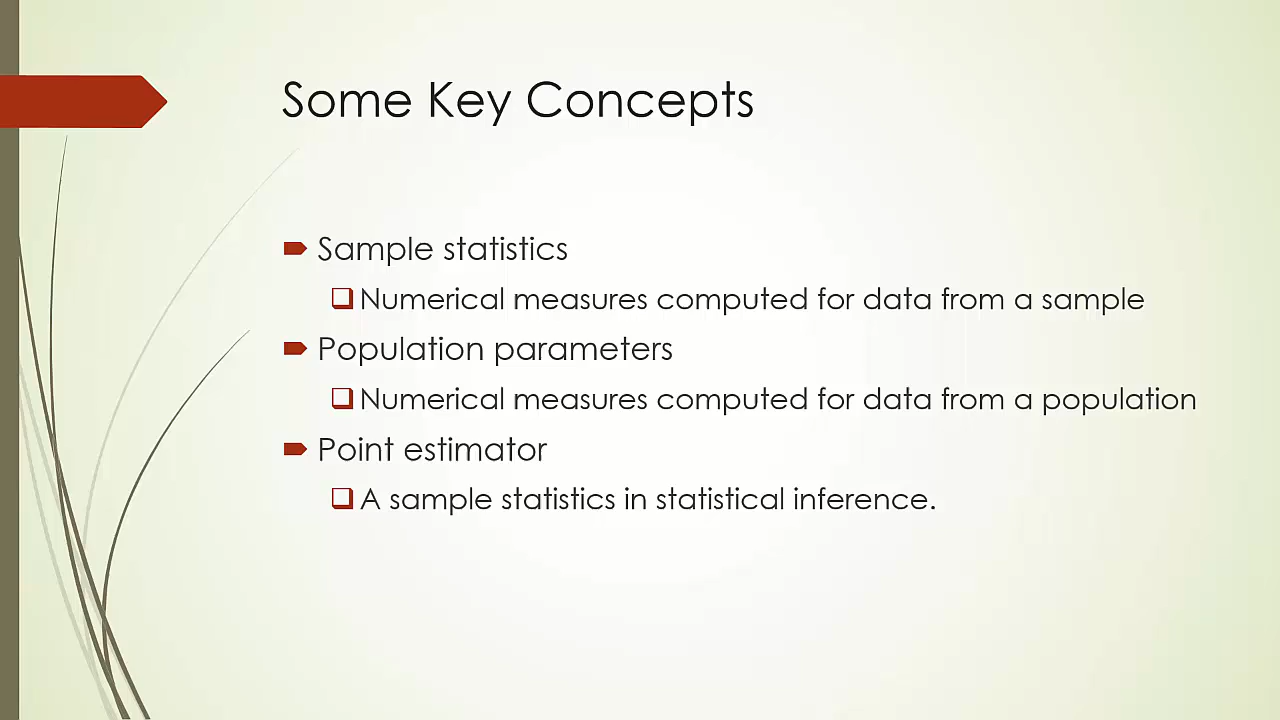 Some Key Concepts
Sample statistics
Numerical measures computed for data from a sample
Population parameters
Numerical measures computed for data from a population
Point estimator
A sample statistics in statistical inference.